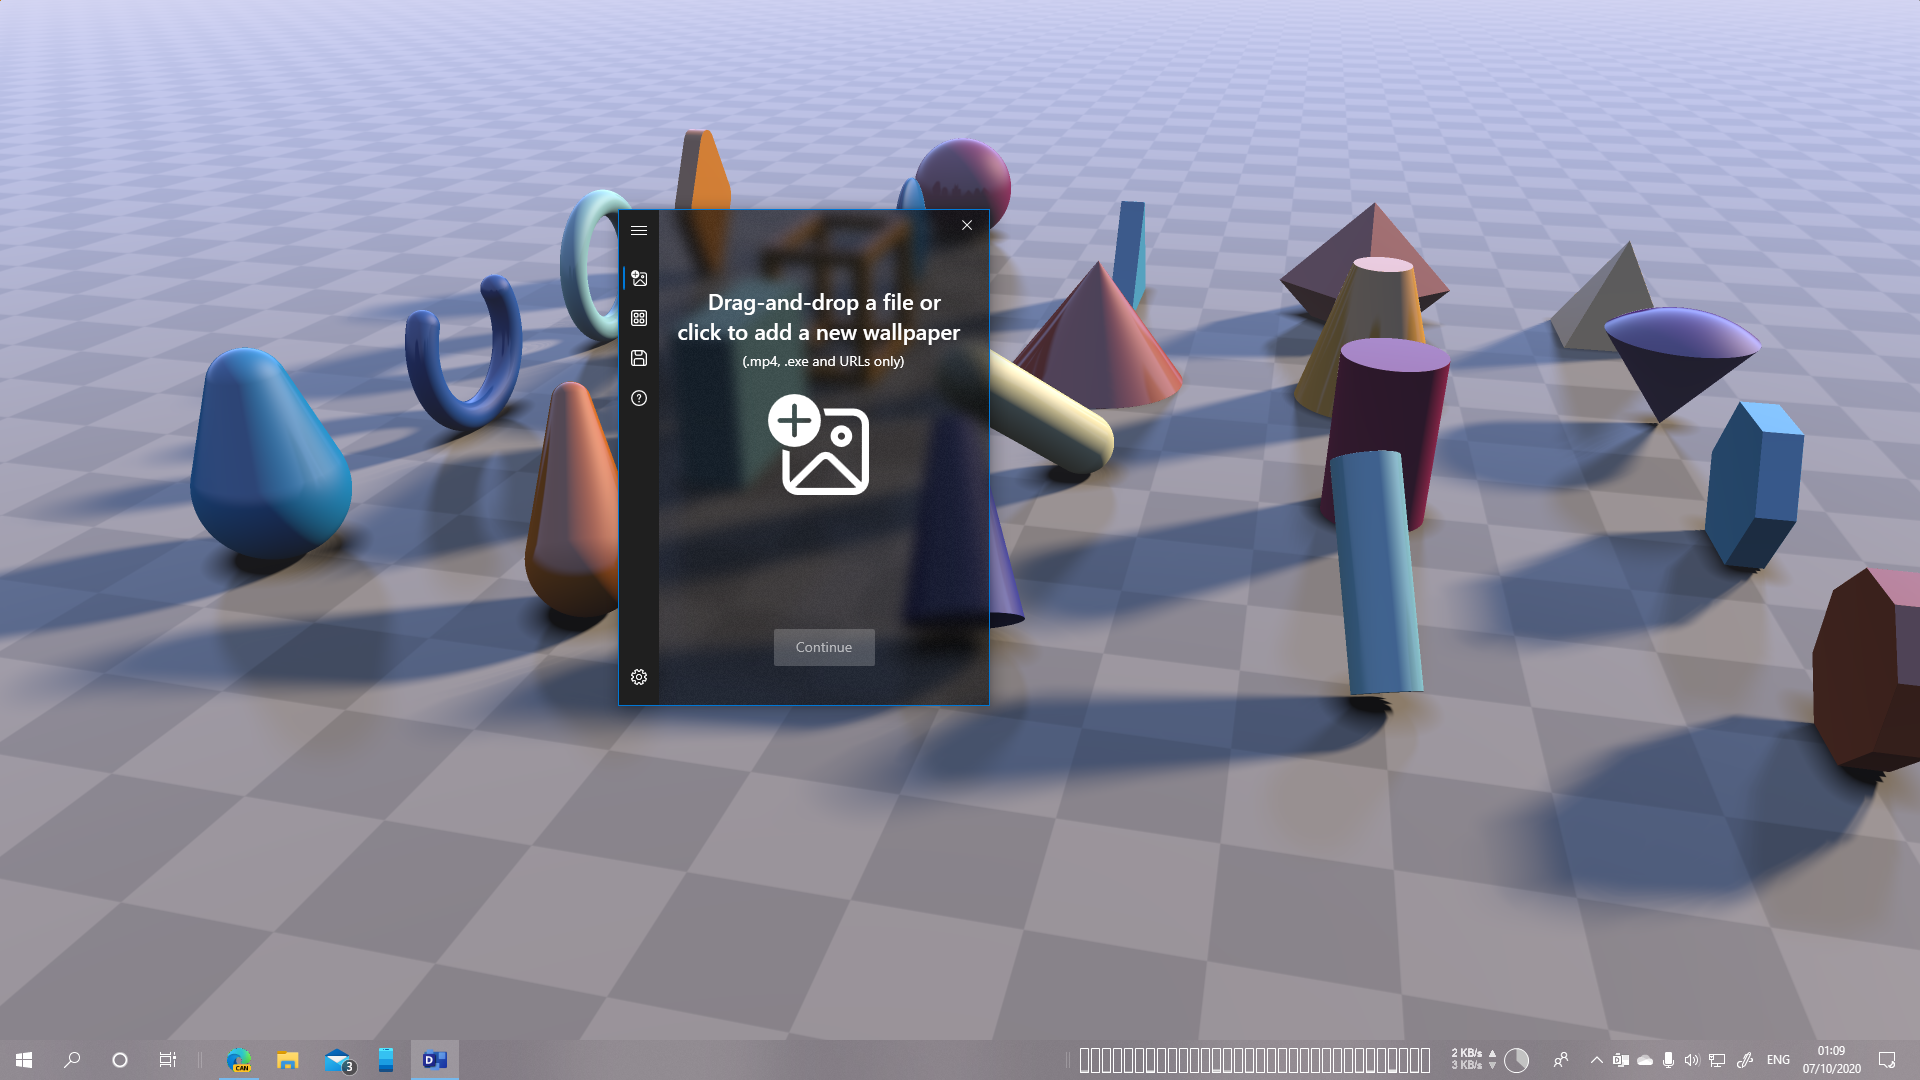 Drag-and-drop a file or
click to add a new wallpaper
(.mp4, .exe and URLs only)
Continue
CAN
3
D
2 KB/s
3 KB/s
ENG
01:09
07/10/2020